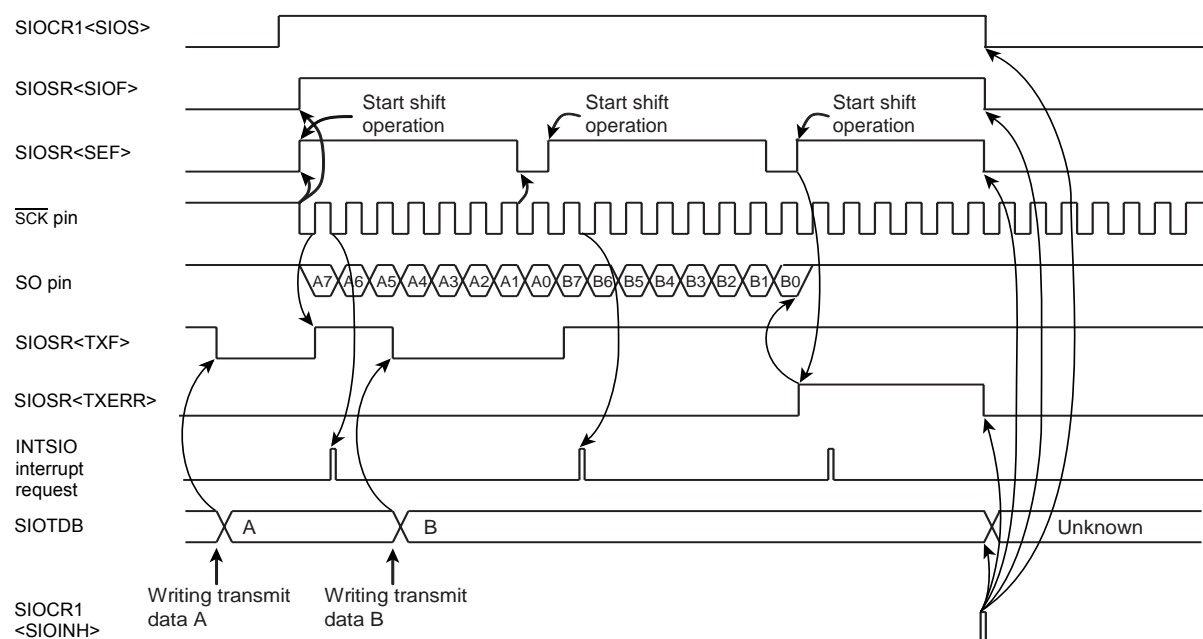 SIOCR1<SIOS>
SIOSR<SIOF>
Start shift
operation
Start shift
operation
Start shift
operation
SIOSR<SEF>
SCK pin
SO pin
A7 A6 A5 A4 A3 A2 A1 A0 B7 B6 B5 B4 B3 B2 B1 B0
SIOSR<TXF>
SIOSR<TXERR>
INTSIO
interrupt
request
SIOTDB
A
B
Unknown
Writing transmit
data A
Writing transmit
data B
SIOCR1
<SIOINH>